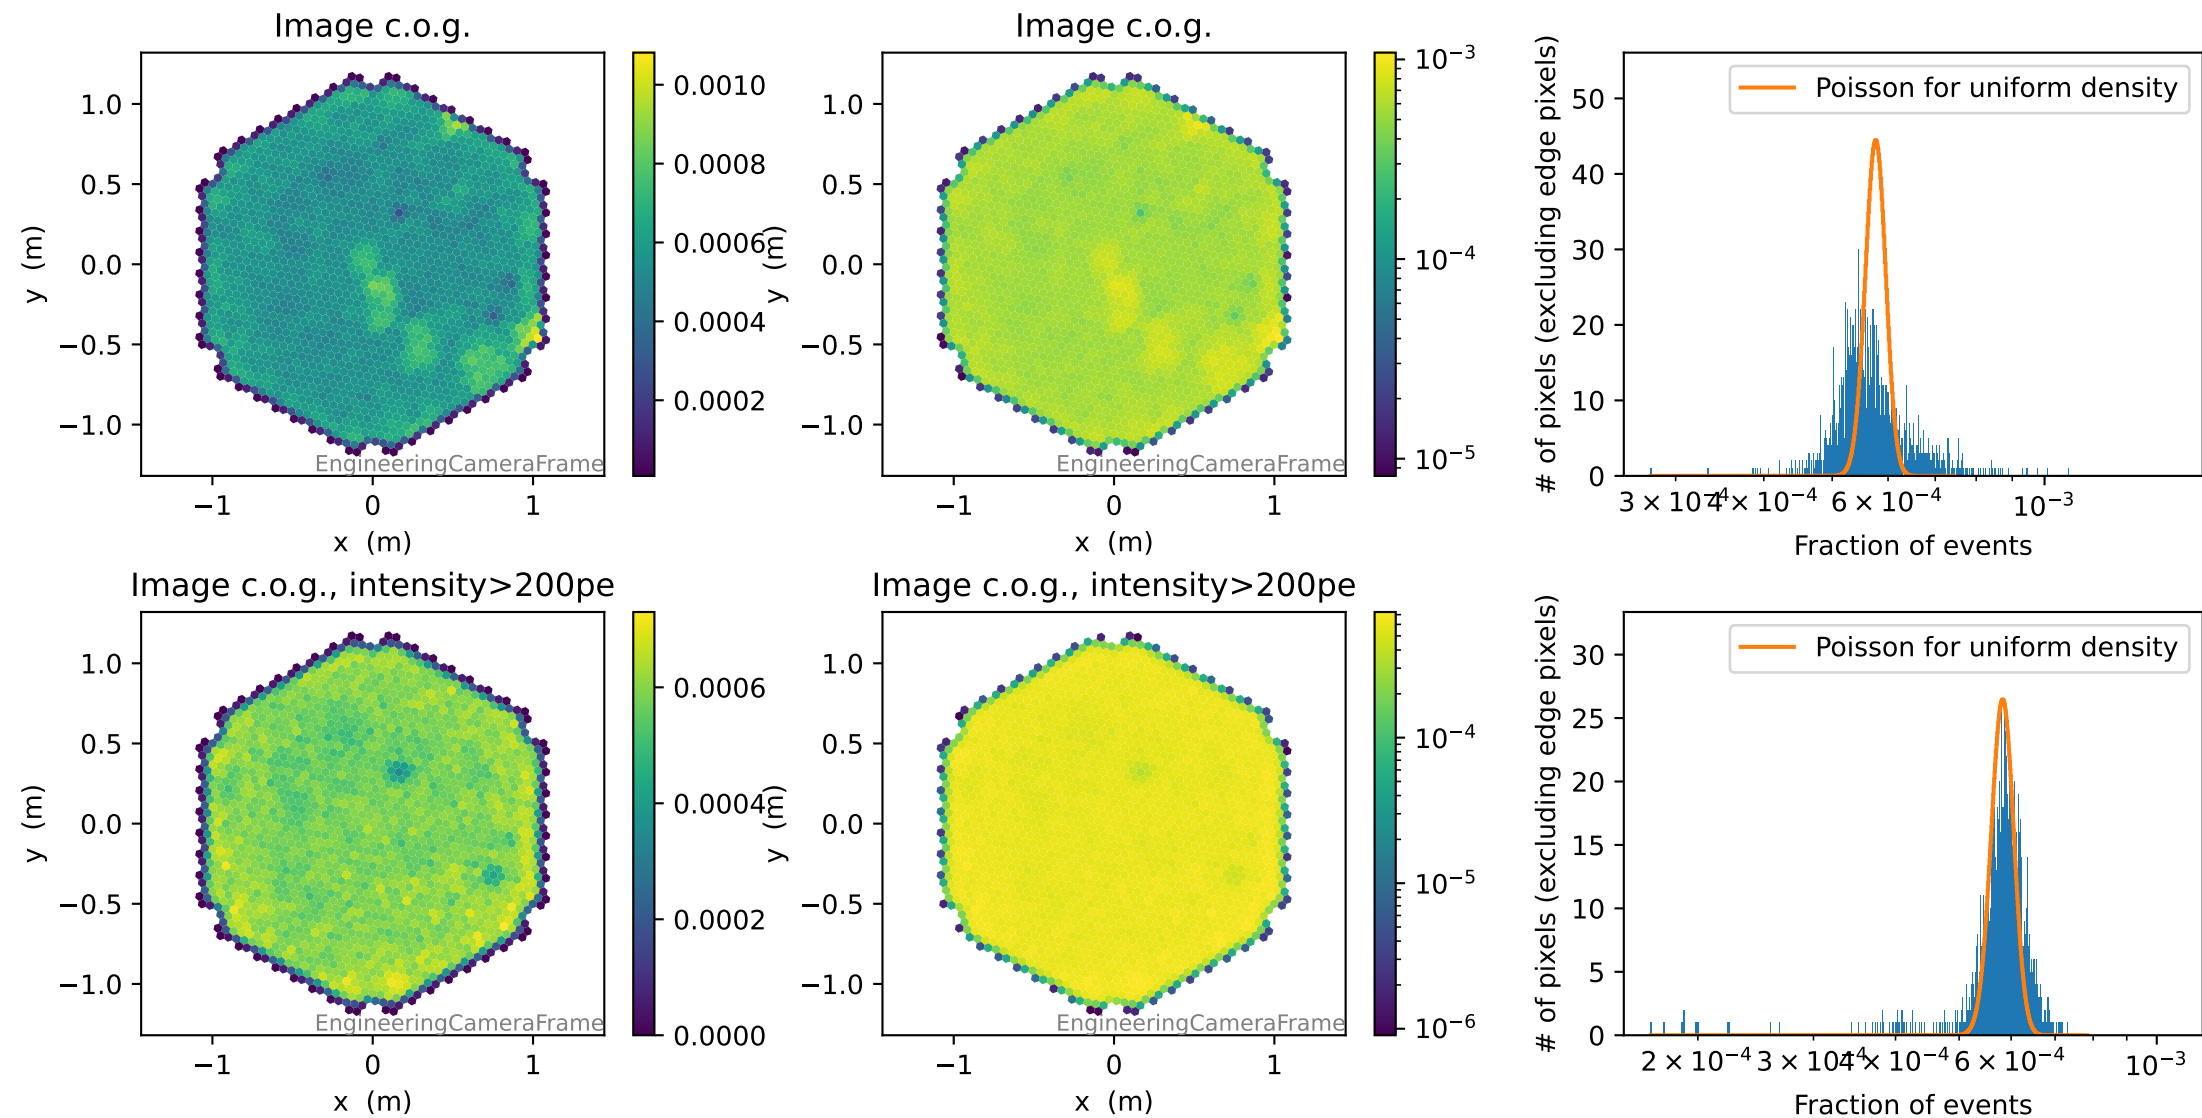 Image c.o.g.
Image c.o.g.
1.0
0.5
0.0
−0.5
−1.0
y (m)
−1
0
1
x (m)
EngineeringCameraFrame
0.0010
0.0008
0.0006
0.0004
0.0002
1.0
0.5
0.0
−0.5
−1.0
y (m)
−1
0
1
x (m)
EngineeringCameraFrame
10⁻³
10⁻⁴
10⁻⁵
Poisson for uniform density
# of pixels (excluding edge pixels)
50
40
30
20
10
0
3 × 10⁻⁴
4 × 10⁻⁴
6 × 10⁻⁴
10⁻³
Fraction of events
Image c.o.g., intensity>200pe
Image c.o.g., intensity>200pe
1.0
0.5
0.0
−0.5
−1.0
y (m)
−1
0
1
x (m)
EngineeringCameraFrame
0.0006
0.0004
0.0002
0.0000
1.0
0.5
0.0
−0.5
−1.0
y (m)
−1
0
1
x (m)
EngineeringCameraFrame
10⁻⁴
10⁻⁵
10⁻⁶
Poisson for uniform density
# of pixels (excluding edge pixels)
30
25
20
15
10
5
0
2 × 10⁻⁴
3 × 10⁻⁴
4 × 10⁻⁴
6 × 10⁻⁴
10⁻³
Fraction of events